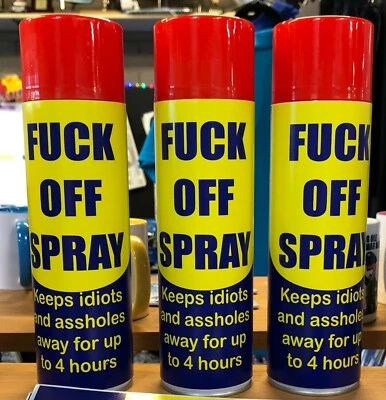 FUCK
OFF
SPRAY
Keeps idiots
and assholes
away for up
to 4 hours
FUCK
OFF
SPRAY
Keeps idiots
and assholes
away for up
to 4 hours
FUCK
OFF
SPRAY
Keeps idiots
and assholes
away for up
to 4 hours